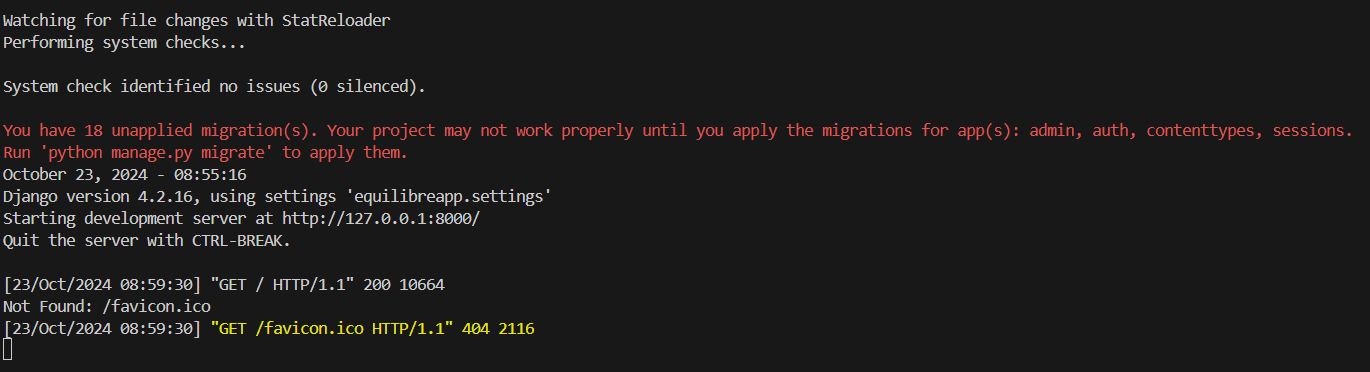 Watching for file changes with StatReloader
Performing system checks...
System check identified no issues (0 silenced).
You have 18 unapplied migration(s). Your project may not work properly until you apply the migrations for app(s): admin, auth, contenttypes, sessions.
Run 'python manage.py migrate' to apply them.
October 23, 2024 - 08:55:16
Django version 4.2.16, using settings 'equilibreapp.settings'
Starting development server at http://127.0.0.1:8000/
Quit the server with CTRL-BREAK.
[23/Oct/2024 08:59:30] "GET / HTTP/1.1" 200 10664
Not Found: /favicon.ico
[23/Oct/2024 08:59:30] "GET /favicon.ico HTTP/1.1" 404 2116